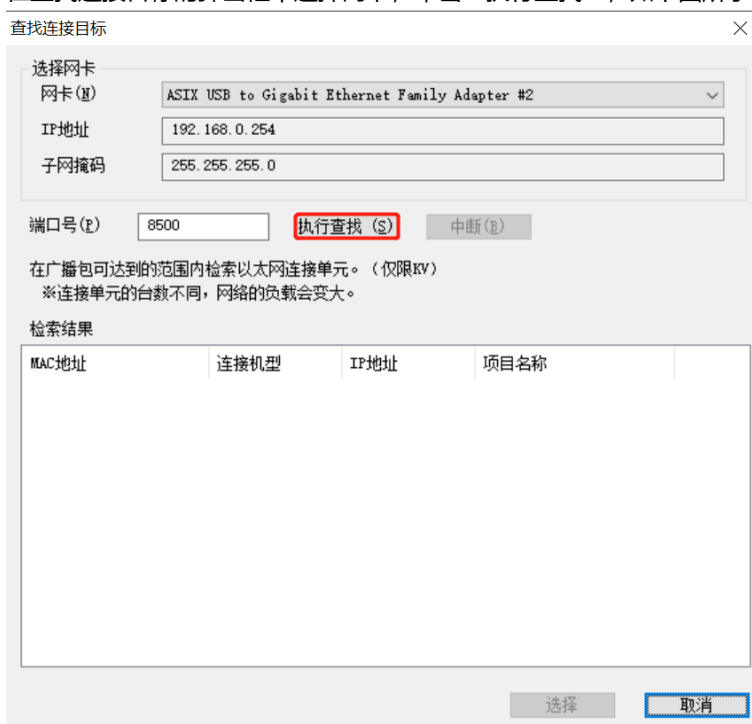 查找连接目标
选择网卡
网卡(N) ASIX USB to Gigabit Ethernet Family Adapter #2
IP地址 192.168.0.254
子网掩码 255.255.255.0
端口号(P) 8500 执行查找 (S) 中断(B)
在广播包可达到的范围内检索以太网连接单元。（仅限KV）
※连接单元的台数不同，网络的负载会变大。
检索结果
MAC地址 连接机型 IP地址 项目名称
选择 取消